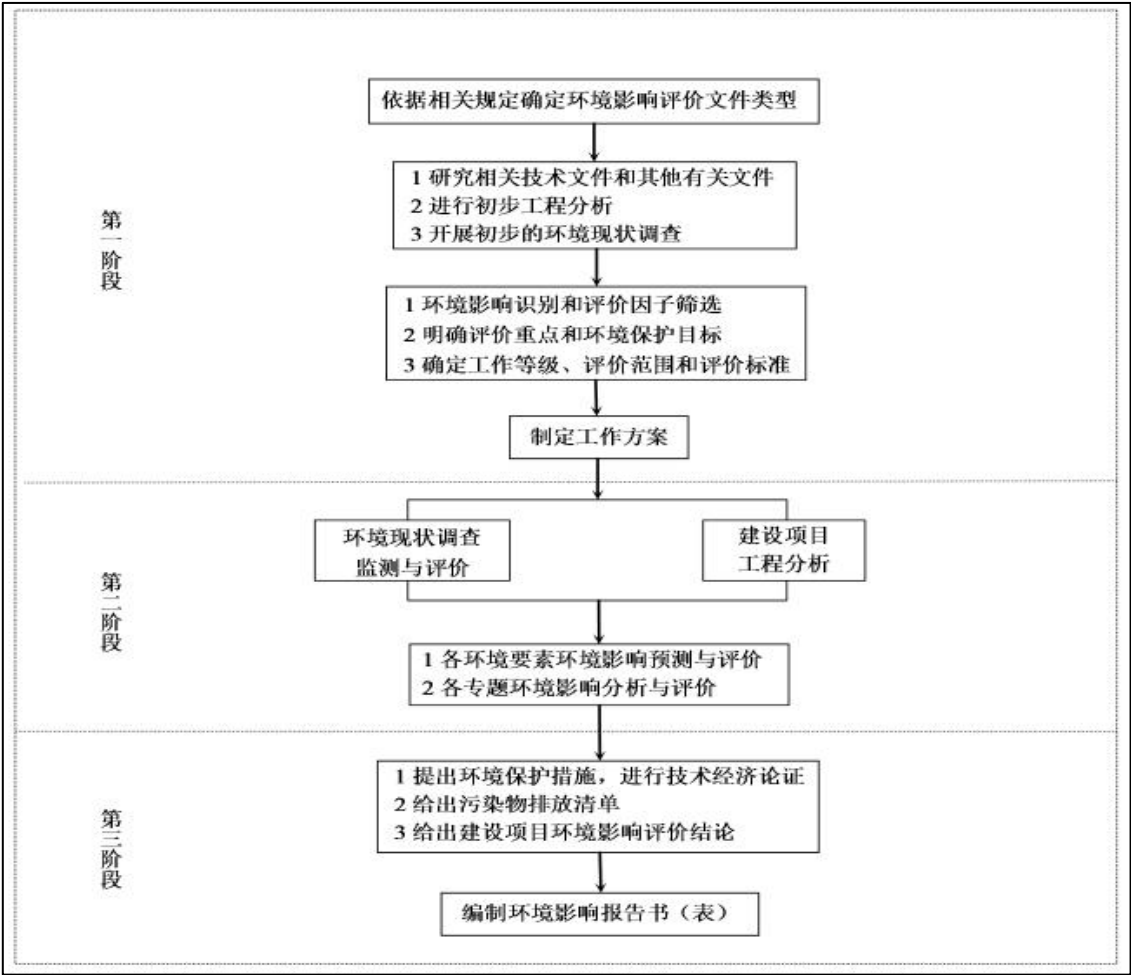 依据相关规定确定环境影响评价文件类型
1 研究相关技术文件和其他有关文件
2 进行初步工程分析
3 开展初步的环境现状调查
第一阶段
1 环境影响识别和评价因子筛选
2 明确评价重点和环境保护目标
3 确定工作等级、评价范围和评价标准
制定工作方案
环境现状调查
监测与评价
建设项目
工程分析
第二阶段
1 各环境要素环境影响预测与评价
2 各专题环境影响分析与评价
1 提出环境保护措施，进行技术经济论证
2 给出污染物排放清单
3 给出建设项目环境影响评价结论
第三阶段
编制环境影响报告书（表）